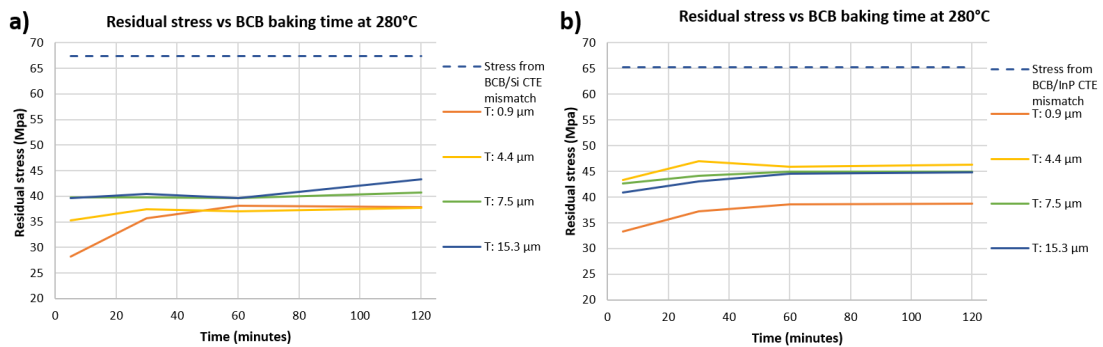 a)
Residual stress vs BCB baking time at 280°C
70
65
60
55
50
45
40
35
30
25
20
Residual stress (Mpa)
0 20 40 60 80 100 120
Time (minutes)
Stress from
BCB/Si CTE
mismatch
T: 0.9 µm
T: 4.4 µm
T: 7.5 µm
T: 15.3 µm
b)
Residual stress vs BCB baking time at 280°C
70
65
60
55
50
45
40
35
30
25
20
Residual stress (Mpa)
0 20 40 60 80 100 120
Time (minutes)
Stress from
BCB/InP CTE
mismatch
T: 0.9 µm
T: 4.4 µm
T: 7.5 µm
T: 15.3 µm